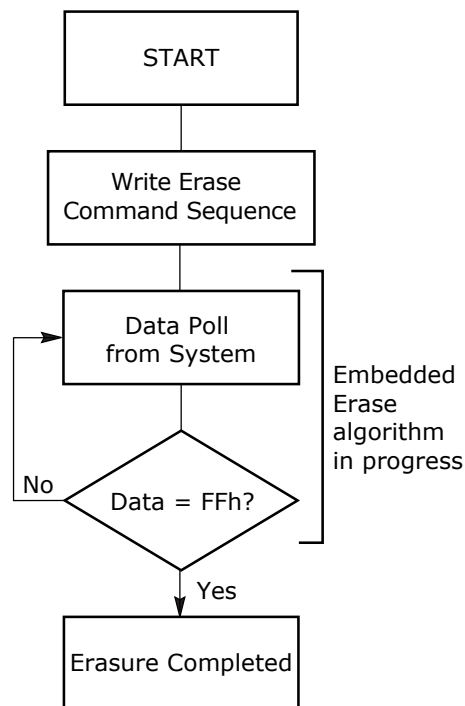 START
Write Erase
Command Sequence
Data Poll
from System
Embedded
Erase
algorithm
in progress
No
Data = FFh?
Yes
Erasure Completed